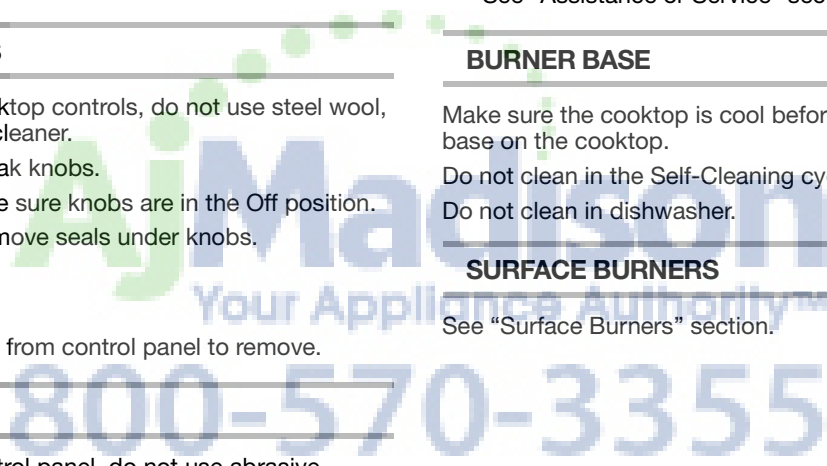 ktop controls, do not use steel wool,
cleaner.
ak knobs.
e sure knobs are in the Off position.
move seals under knobs.
from control panel to remove.
trol panel, do not use abrasive
See “Assistance or Service”
BURNER BASE
Make sure the cooktop is cool befor
base on the cooktop.
Do not clean in the Self-Cleaning cy
Do not clean in dishwasher.
SURFACE BURNERS
See “Surface Burners” section.
AjMadison
Your Appliance Authority™
800-570-3355